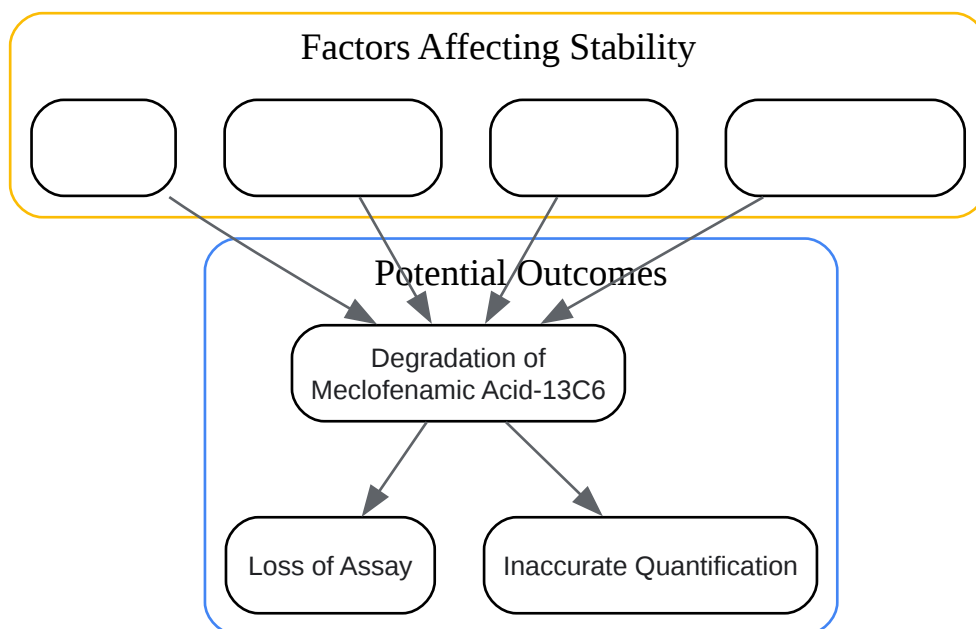 Factors Affecting Stability
Potential Outcomes
Degradation of
Meclofenamic Acid-13C6
Loss of Assay
Inaccurate Quantification